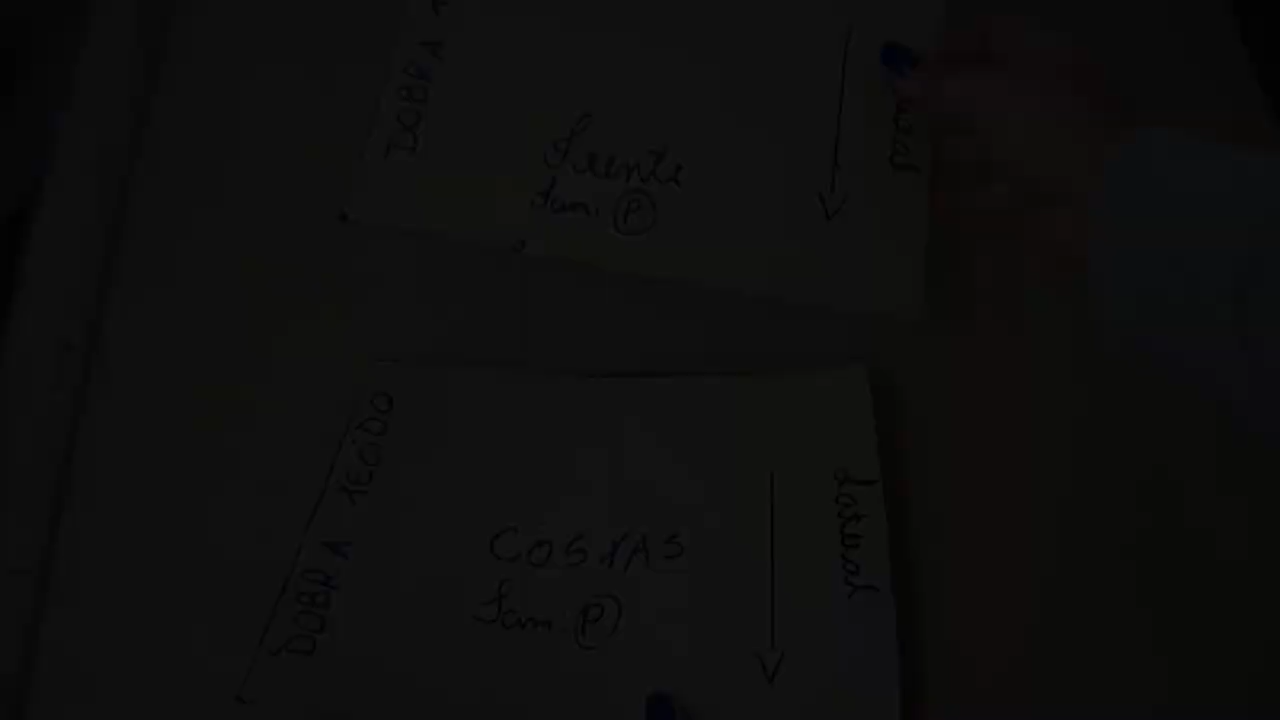 DOBRA
Frente
Tam: P
DOBRA TECIDO
COSTAS
Tam: P
Lateral